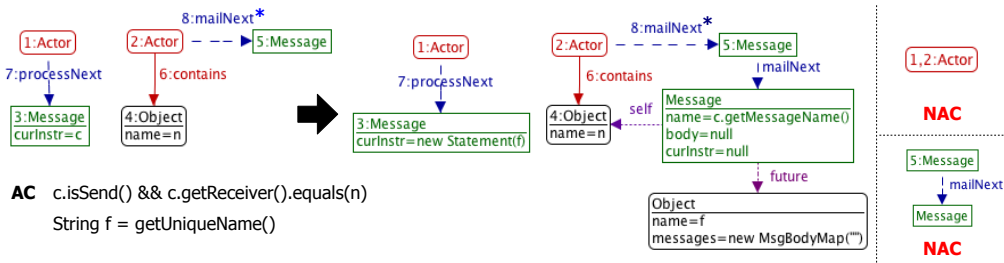 8:mailNext*
1:Actor
2:Actor
5:Message
7:processNext
6:contains
3:Message
curInstr=c
4:Object
name=n
AC c.isSend() && c.getReceiver().equals(n)
String f = getUniqueName()
8:mailNext*
1:Actor
2:Actor
5:Message
7:processNext
6:contains
mailNext
3:Message
curInstr=new Statement(f)
4:Object
name=n
self
Message
name=c.getMessageName()
body=null
curInstr=null
future
Object
name=f
messages=new MsgBodyMap("")
1,2:Actor
NAC
5:Message
mailNext
Message
NAC